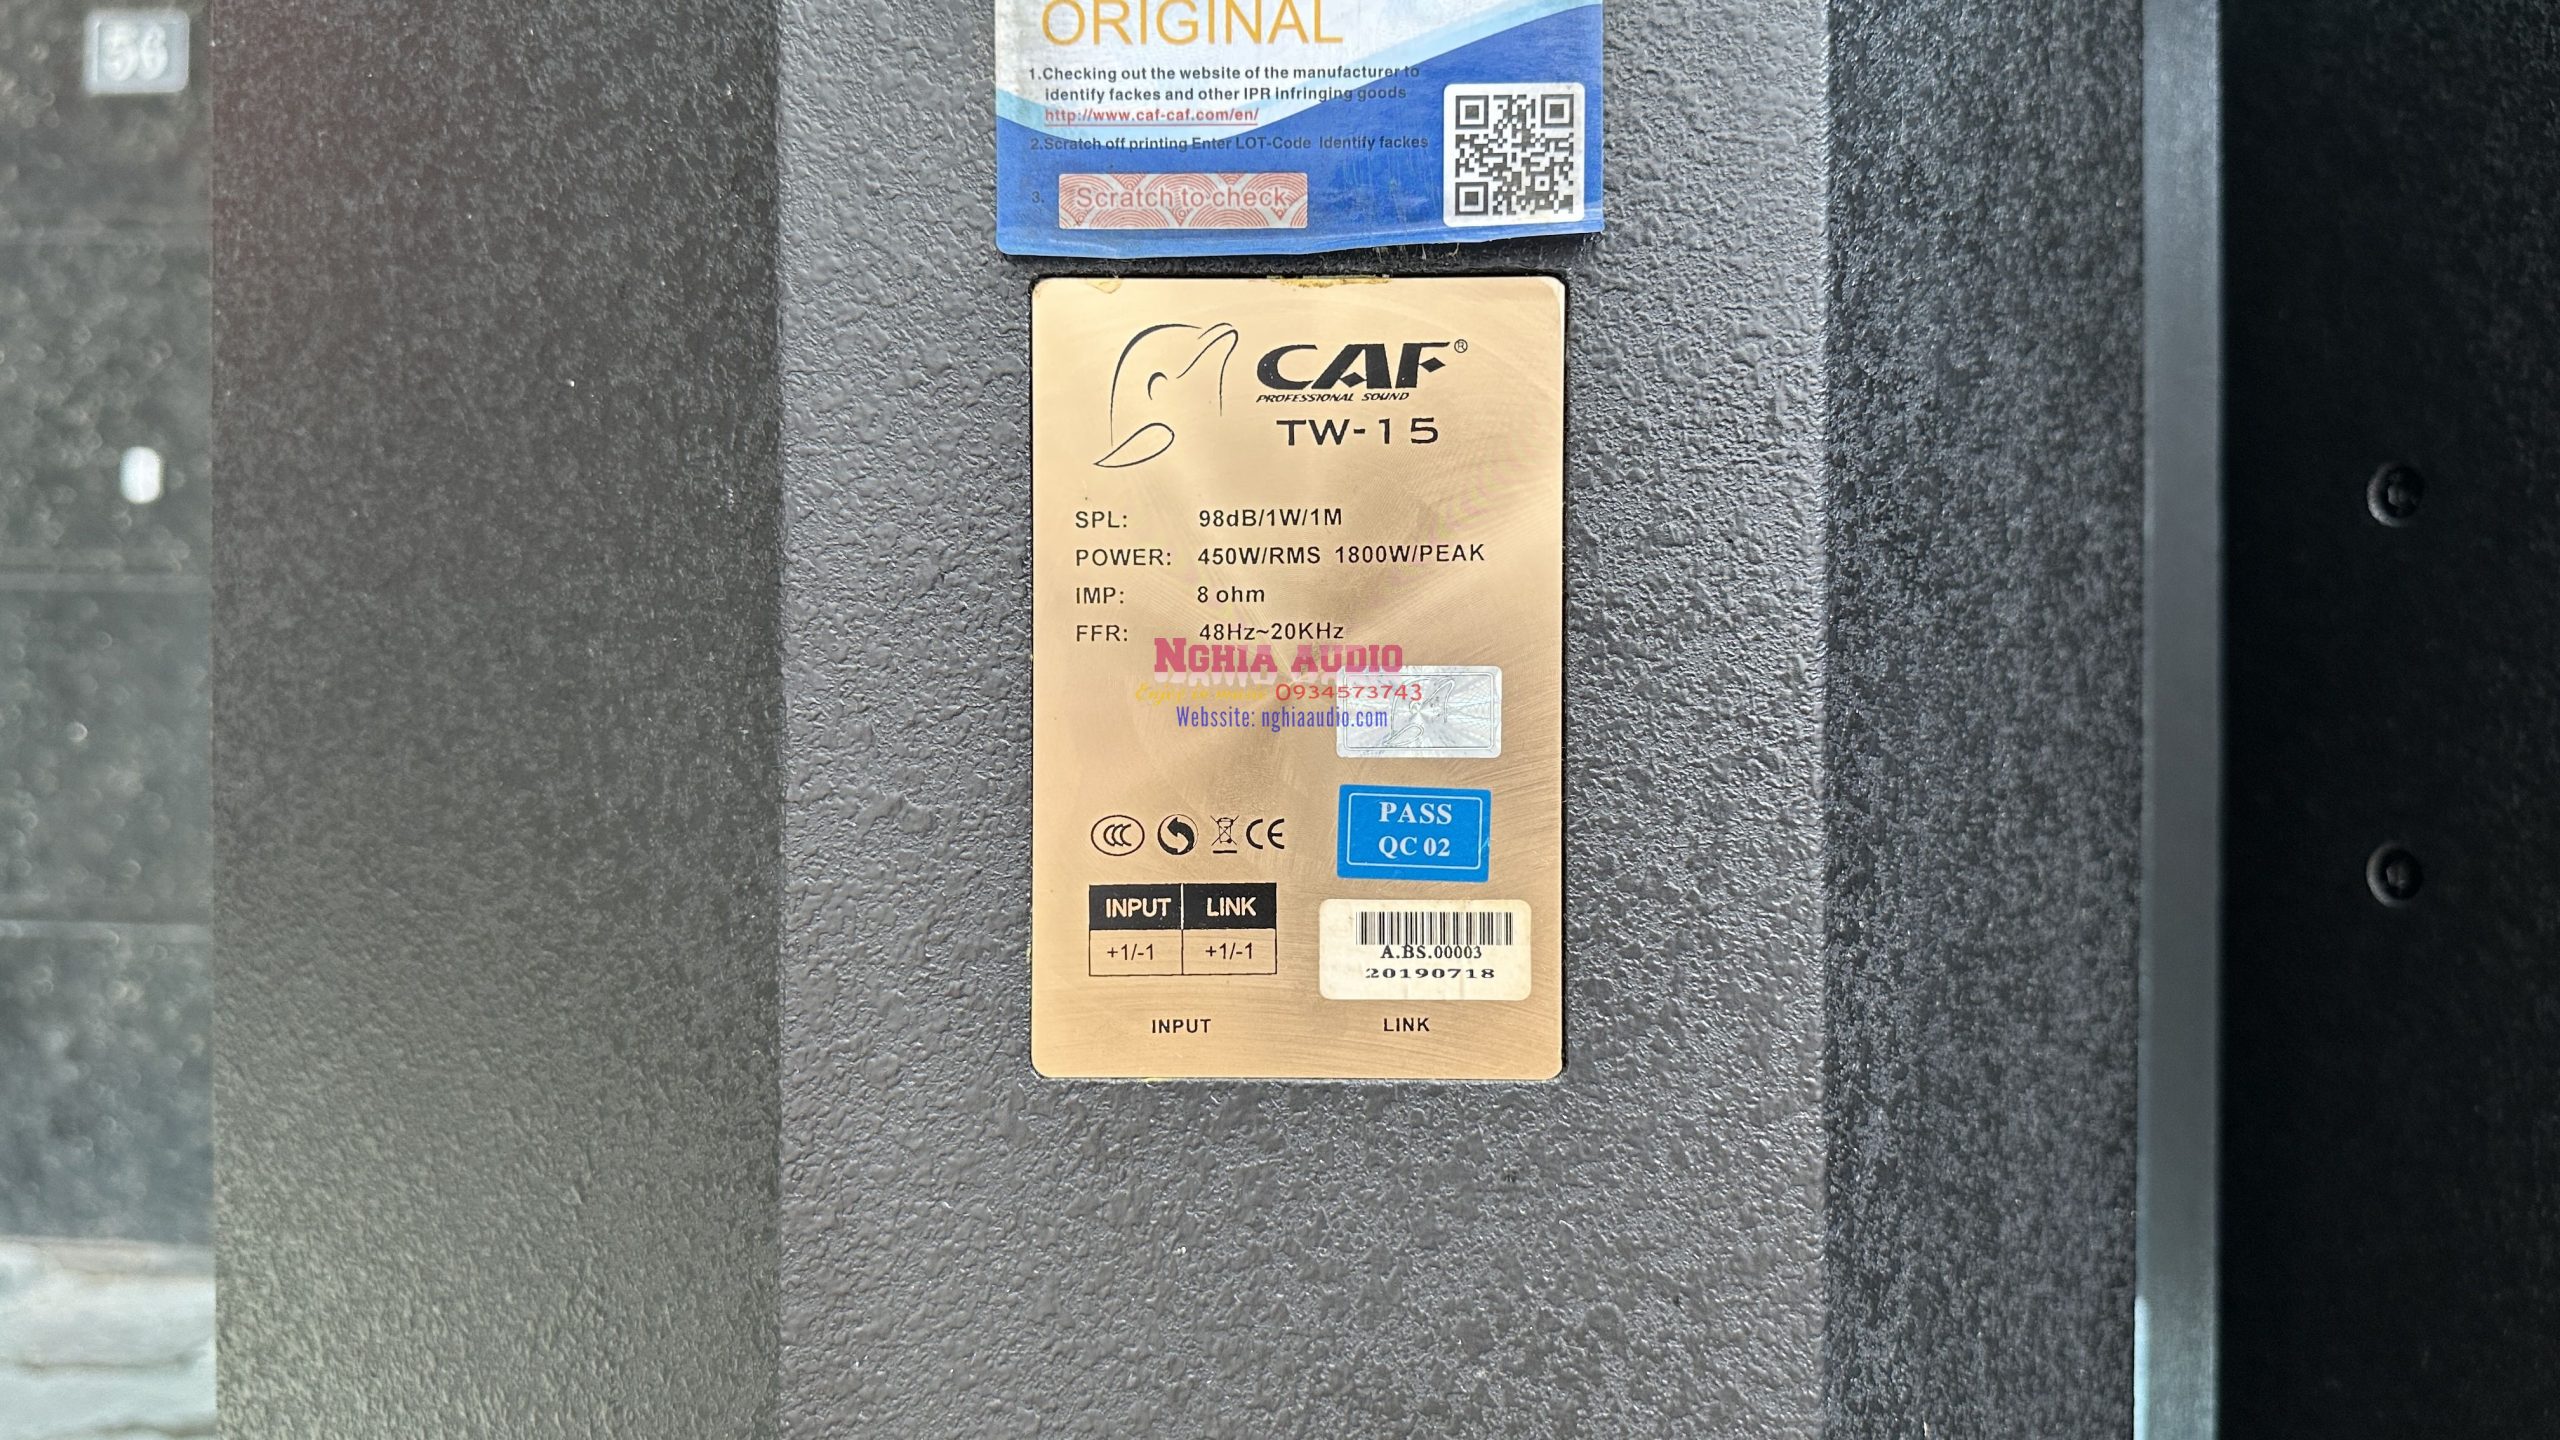 56
ORIGINAL
1.Checking out the website of the manufacturer to
identify fackes and other IPR infringing goods
http://www.caf-caf.com/en/
2.Scratch off printing Enter LOT-Code Identify fackes
3. Scratch to check
CAF®
PROFESSIONAL SOUND
TW-15
SPL: 98dB/1W/1M
POWER: 450W/RMS 1800W/PEAK
IMP: 8 ohm
FFR: 48Hz~20KHz
NGHIA AUDIO
0934573743
Webssite: nghiaaudio.com
PASS
QC 02
CCC CE
INPUT LINK
+1/-1 +1/-1
A.BS.00003
20190718
INPUT LINK